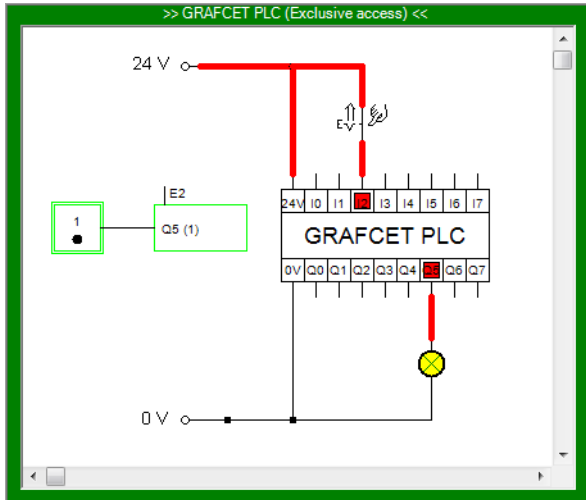 >> GRAFCET PLC (Exclusive access) <<
24 V
E
E2
1
Q5 (1)
24V I0 I1 I2 I3 I4 I5 I6 I7
GRAFCET PLC
0V Q0 Q1 Q2 Q3 Q4 Q5 Q6 Q7
0 V